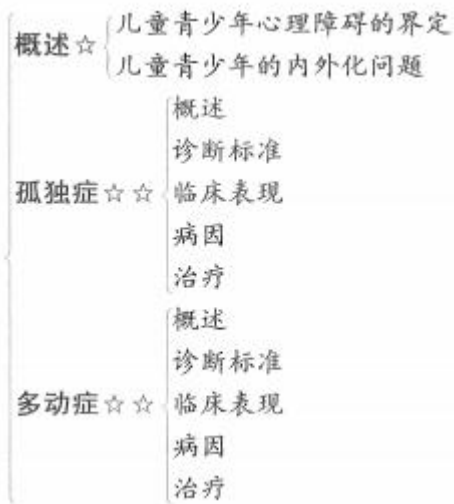 儿童青少年心理障碍的界定
概述☆
儿童青少年的内外化问题
概述
诊断标准
孤独症☆☆ 临床表现
病因
治疗
概述
诊断标准
多动症☆☆ 临床表现
病因
治疗